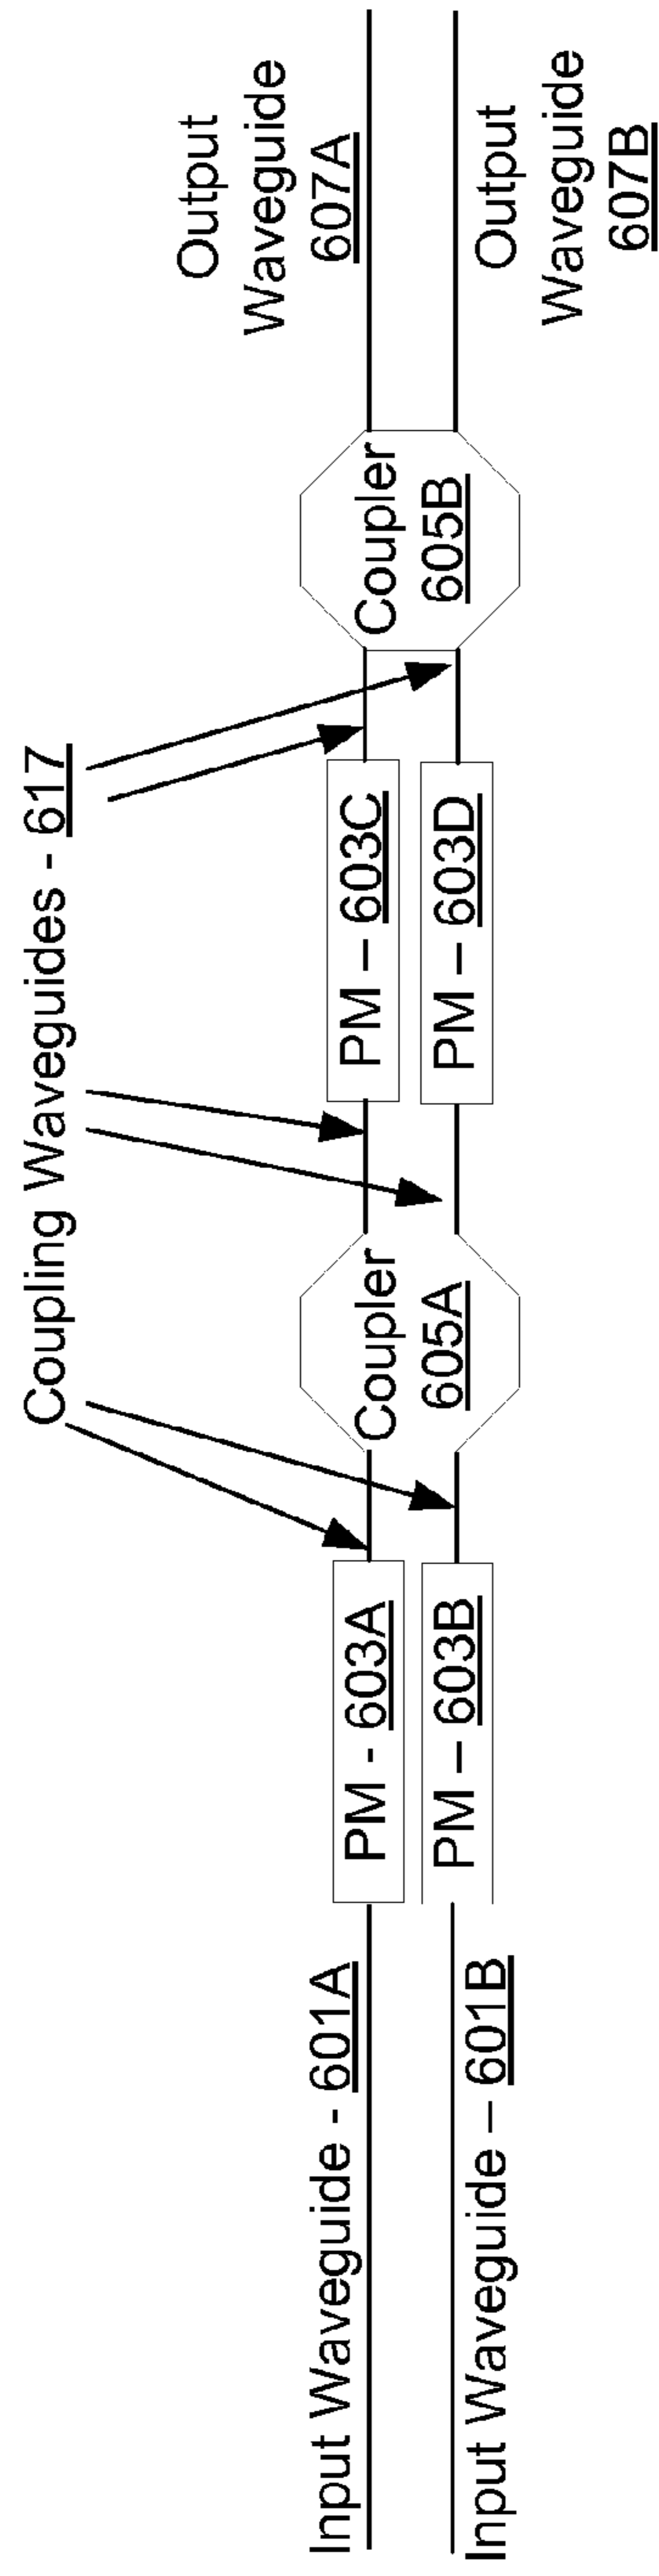 Coupling Waveguides - 617
Input Waveguide - 601A
PM - 603A
Coupler
605A
PM – 603C
Coupler
605B
Output
Waveguide
607A
Input Waveguide – 601B
PM – 603B
PM – 603D
Output
Waveguide
607B